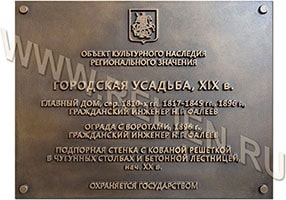 ОБЪЕКТ КУЛЬТУРНОГО НАСЛЕДИЯ
РЕГИОНАЛЬНОГО ЗНАЧЕНИЯ
ГОРОДСКАЯ УСАДЬБА, XIX в.
ГЛАВНЫЙ ДОМ, сер. 1810-х гг., 1817-1849 гг., 1896 г.
ГРАЖДАНСКИЙ ИНЖЕНЕР Н.П. ФАЛЕЕВ
ОГРАДА С ВОРОТАМИ, 1896 г.
ГРАЖДАНСКИЙ ИНЖЕНЕР Н.П. ФАЛЕЕВ
ПОДПОРНАЯ СТЕНКА С КОВАНОЙ РЕШЕТКОЙ
В ЧУГУННЫХ СТОЛБАХ И БЕТОННОЙ ЛЕСТНИЦЕЙ
нач. XX в.
ОХРАНЯЕТСЯ ГОСУДАРСТВОМ